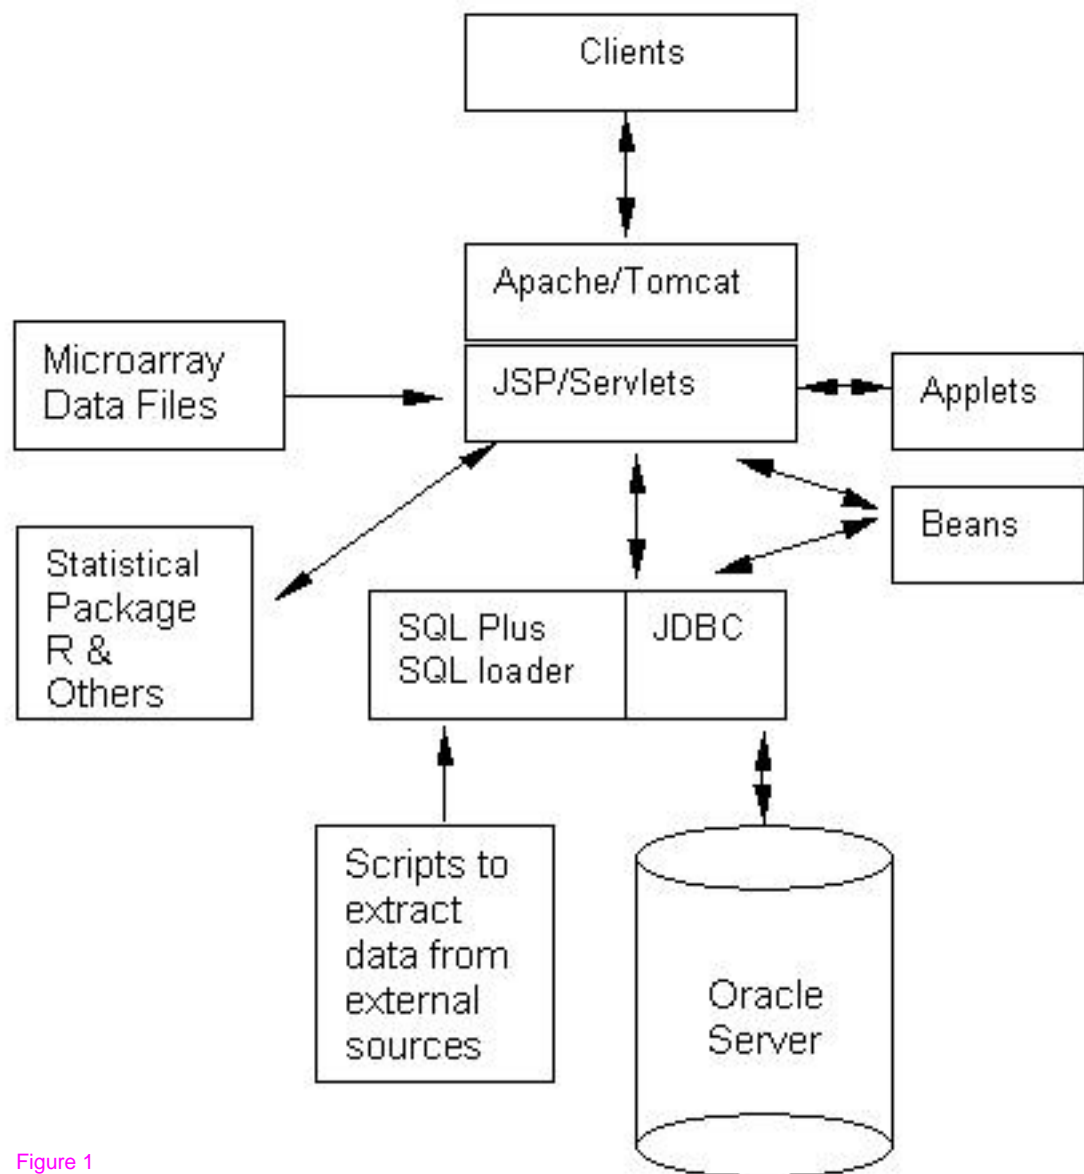 Clients
Apache/Tomcat
Microarray
Data Files
JSP/Servlets
Applets
Statistical
Package
R &
Others
Beans
SQL Plus
SQL loader
JDBC
Scripts to
extract
data from
external
sources
Oracle
Server
Figure 1